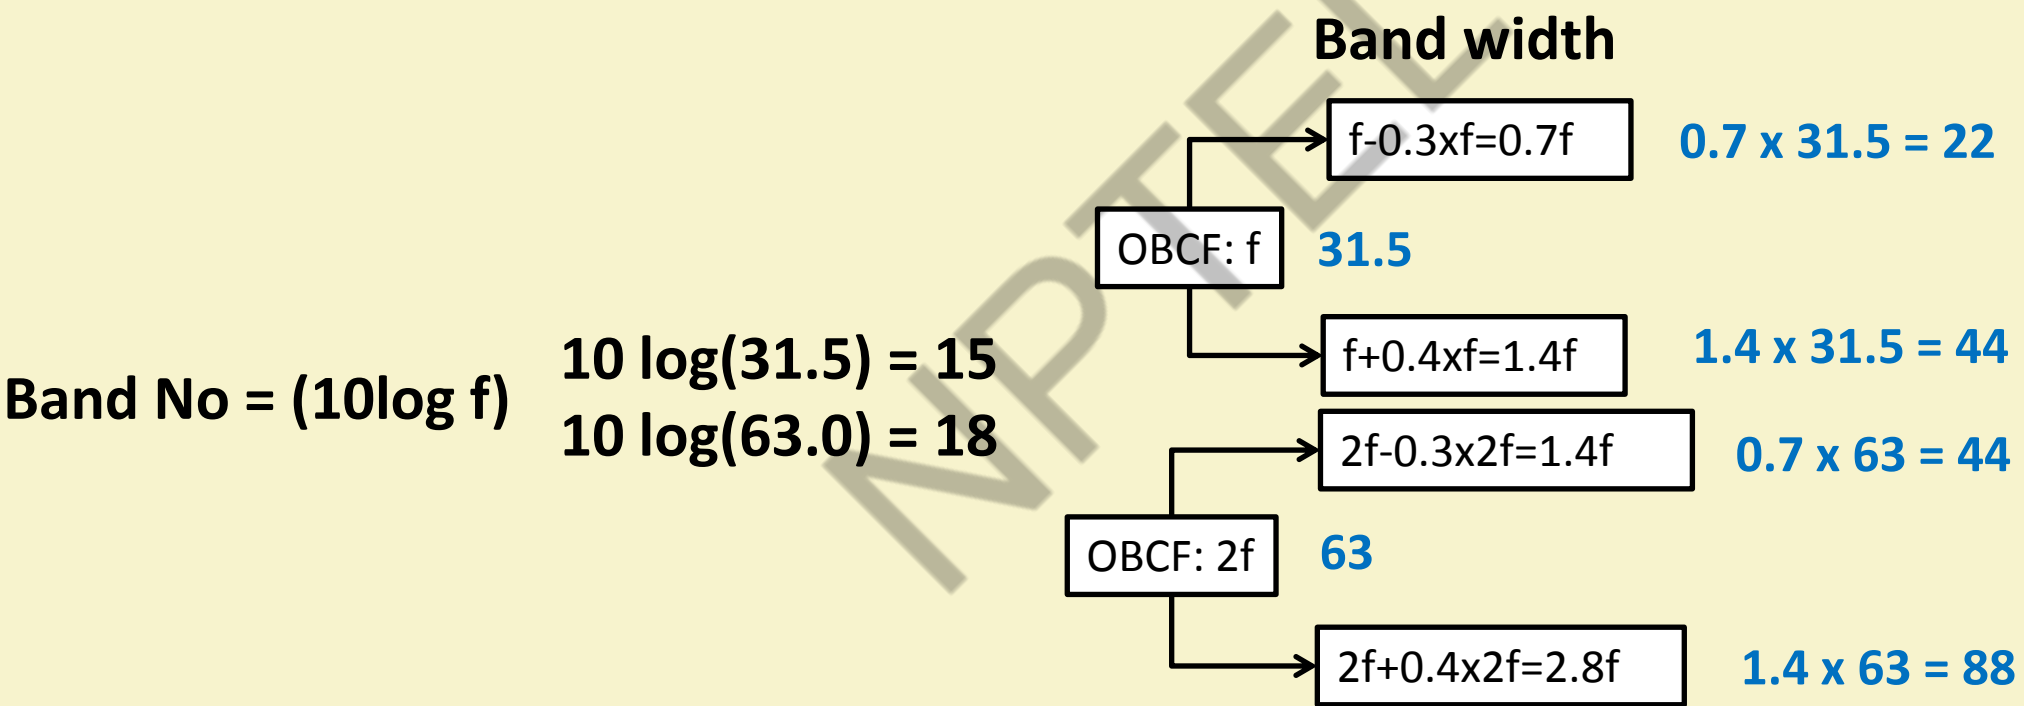 Band width
f-0.3xf=0.7f
0.7 x 31.5 = 22
OBCF: f
31.5
f+0.4xf=1.4f
1.4 x 31.5 = 44
Band No = (10log f)
10 log(31.5) = 15
10 log(63.0) = 18
2f-0.3x2f=1.4f
0.7 x 63 = 44
OBCF: 2f
63
2f+0.4x2f=2.8f
1.4 x 63 = 88
NPTEL